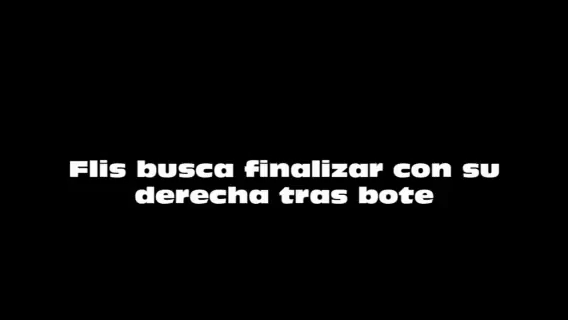 Flis busca finalizar con su
derecha tras bote